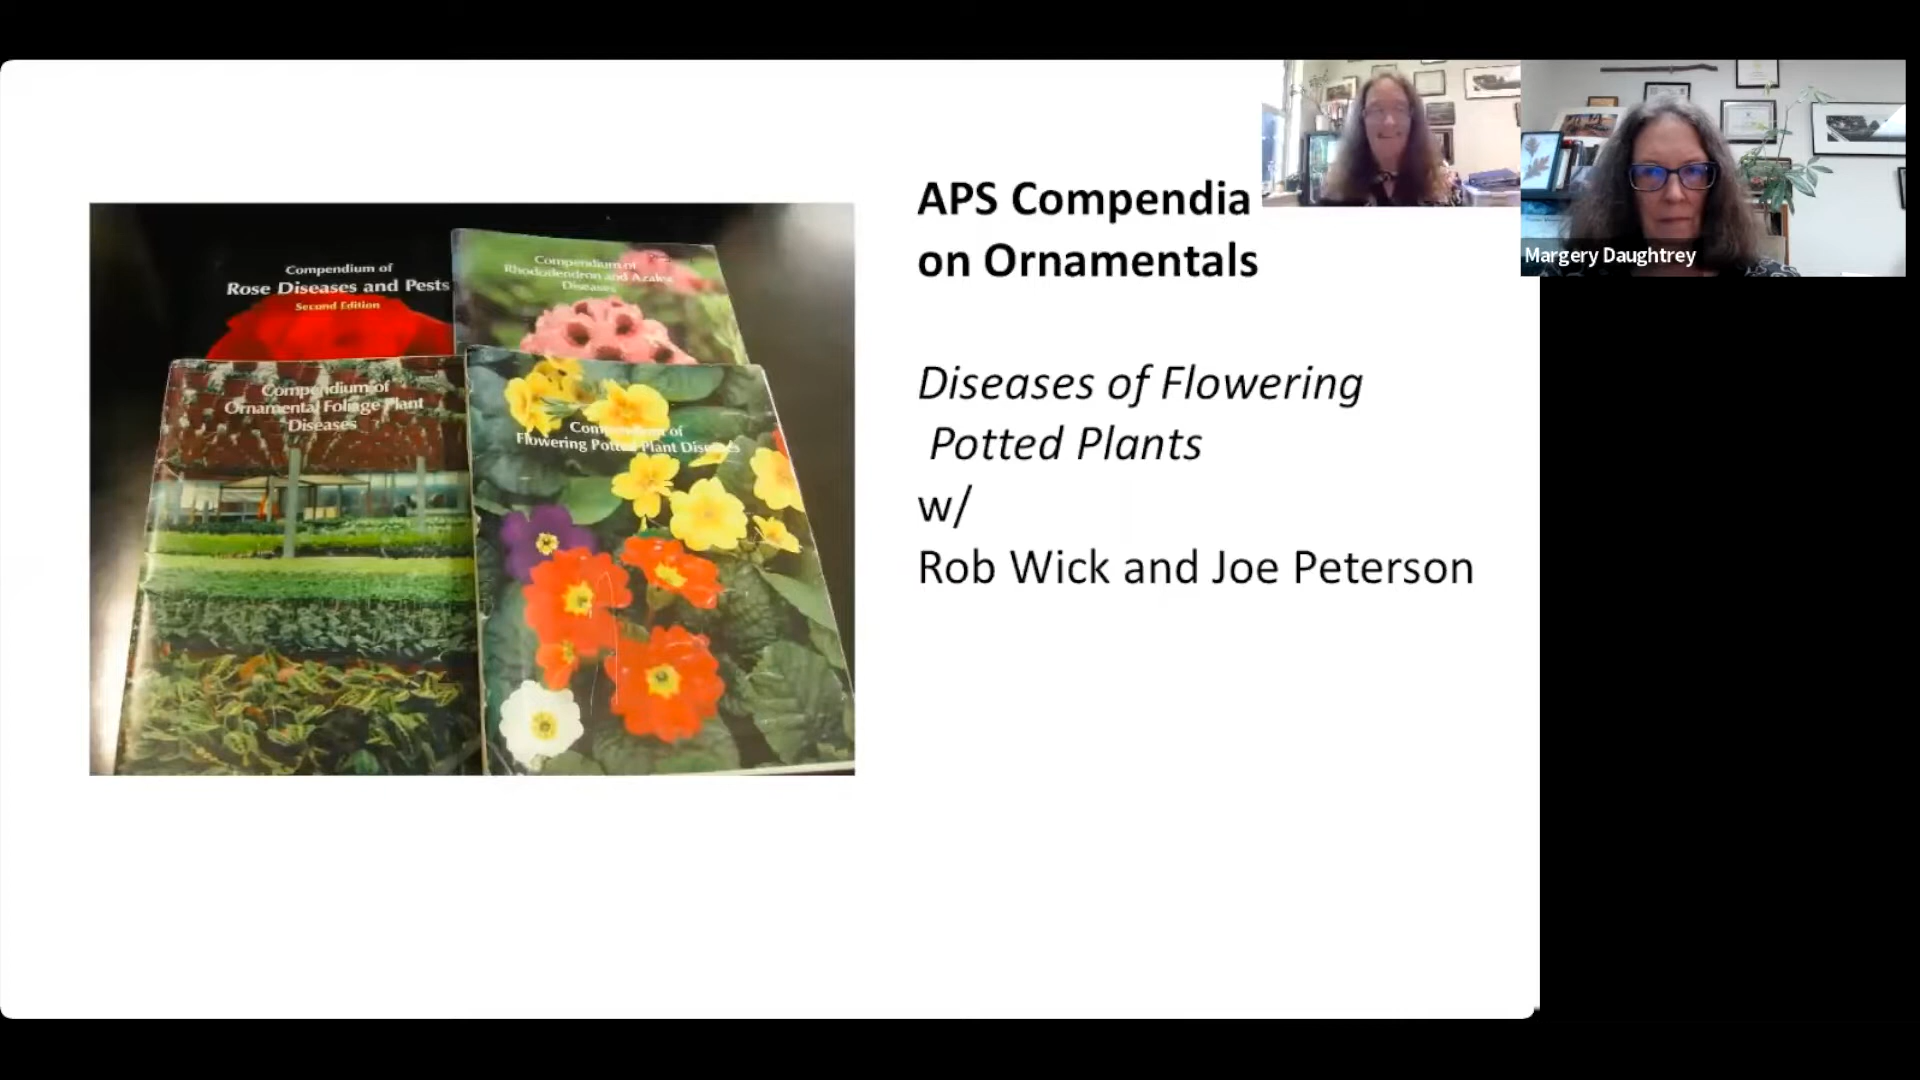 APS Compendia
on Ornamentals
Diseases of Flowering
Potted Plants
w/
Rob Wick and Joe Peterson
Compendium of
Rose Diseases and Pests
Second Edition
Compendium of
Rhododendron and Azalea
Diseases
Compendium of
Ornamental Foliage Plant
Diseases
Compendium of
Flowering Potted Plant Diseases
Margery Daughtrey